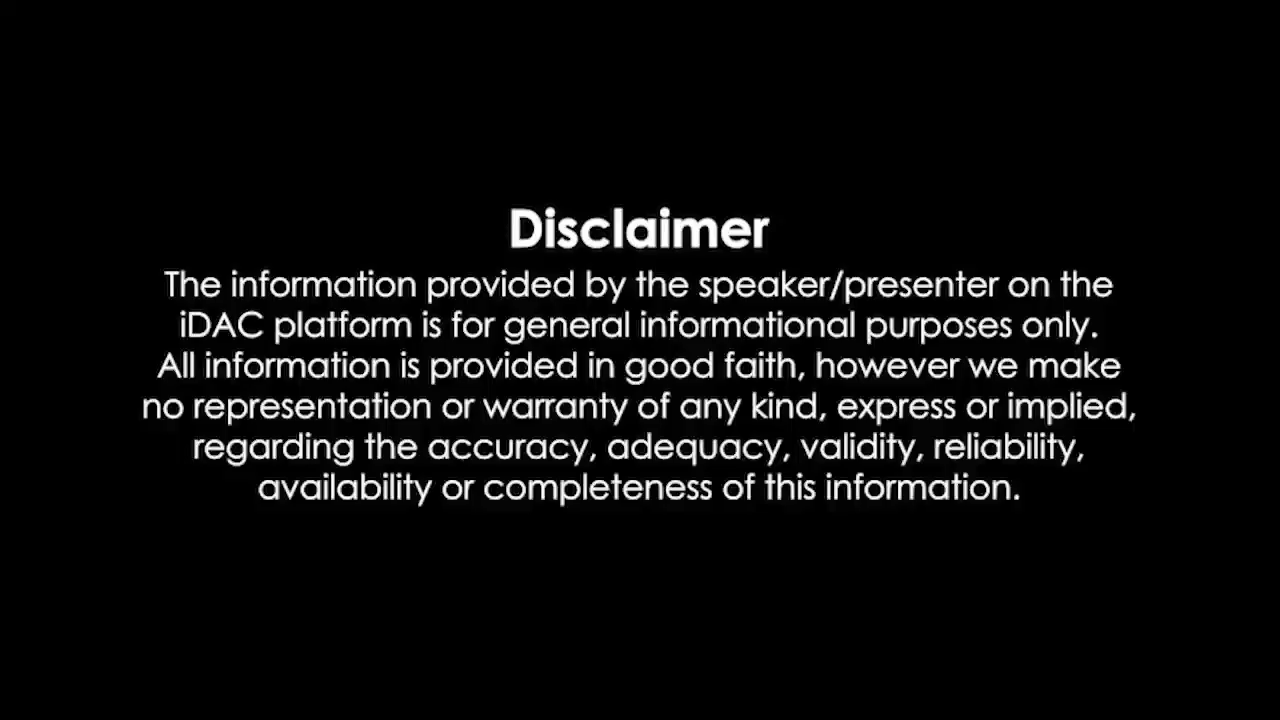 Disclaimer
The information provided by the speaker/presenter on the
iDAC platform is for general informational purposes only.
All information is provided in good faith, however we make
no representation or warranty of any kind, express or implied,
regarding the accuracy, adequacy, validity, reliability,
availability or completeness of this information.